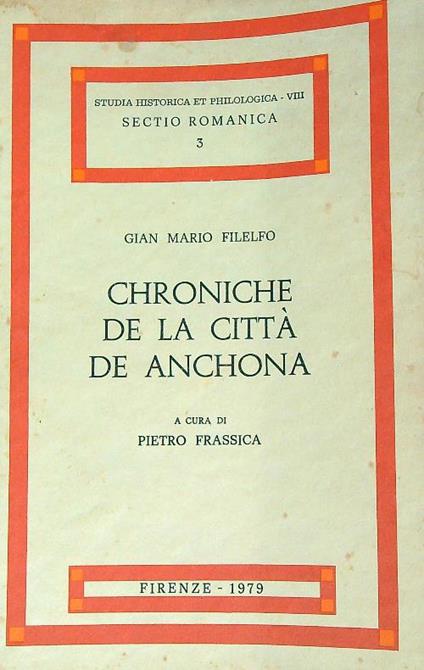 STUDIA HISTORICA ET PHILOLOGICA - VIII
SECTIO ROMANICA
3
GIAN MARIO FILELFO
CHRONICHE
DE LA CITTÀ
DE ANCHONA
A CURA DI
PIETRO FRASSICA
FIRENZE - 1979